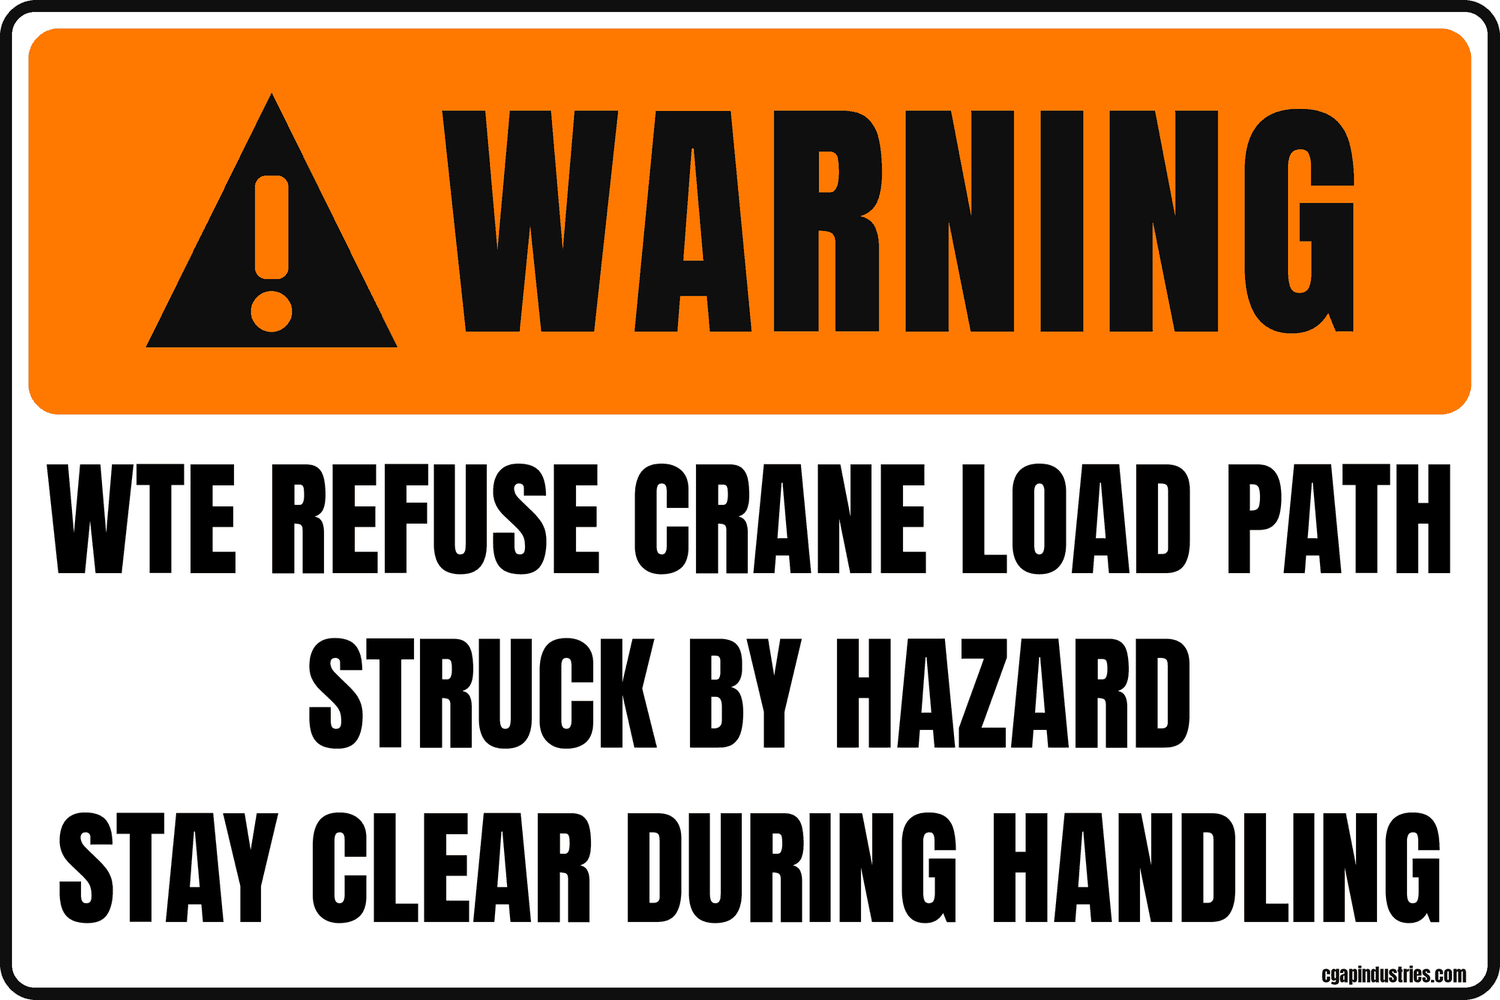 WARNING
WTE REFUSE CRANE LOAD PATH
STRUCK BY HAZARD
STAY CLEAR DURING HANDLING
cgapindustries.com